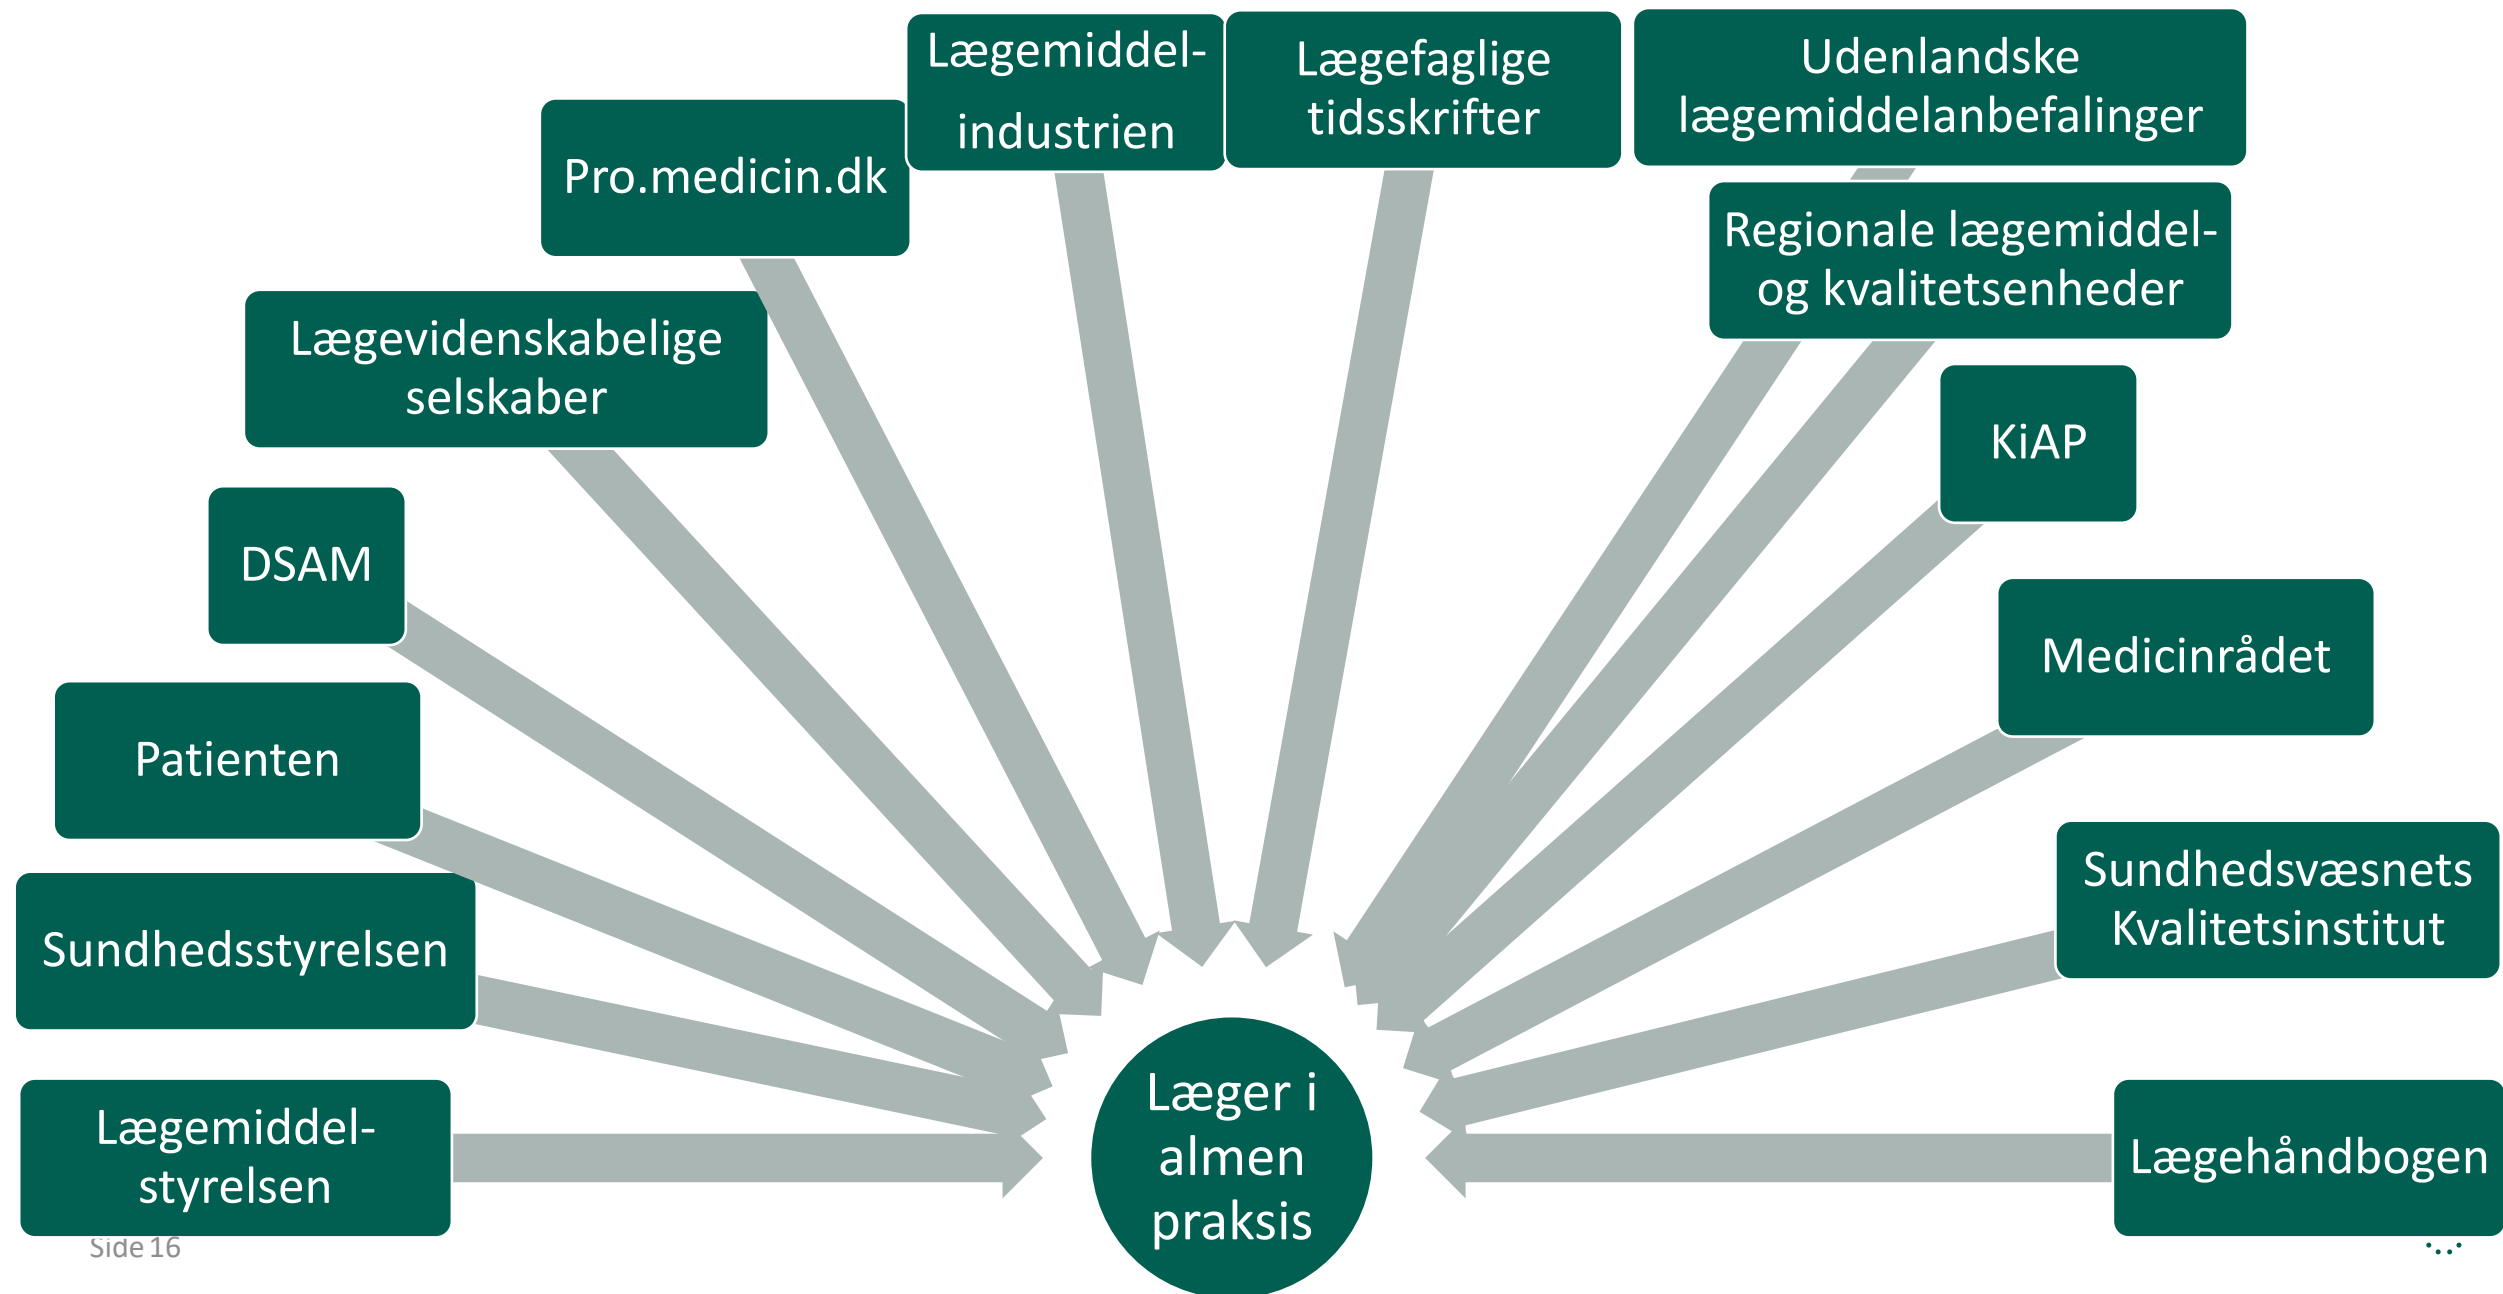 Lægemiddel-
industrien
Lægefaglige
tidsskrifter
Udenlandske
lægemiddelanbefalinger
Pro.medicin.dk
Regionale lægemiddel-
og kvalitetsenheder
Lægevidenskabelige
selskaber
KiAP
DSAM
Medicinrådet
Patienten
Sundhedsvæsnets
Kvalitetsinstitut
Sundhedsstyrelsen
Lægemiddel-
styrelsen
Læger i
almen
praksis
Lægehåndbogen
Side 16